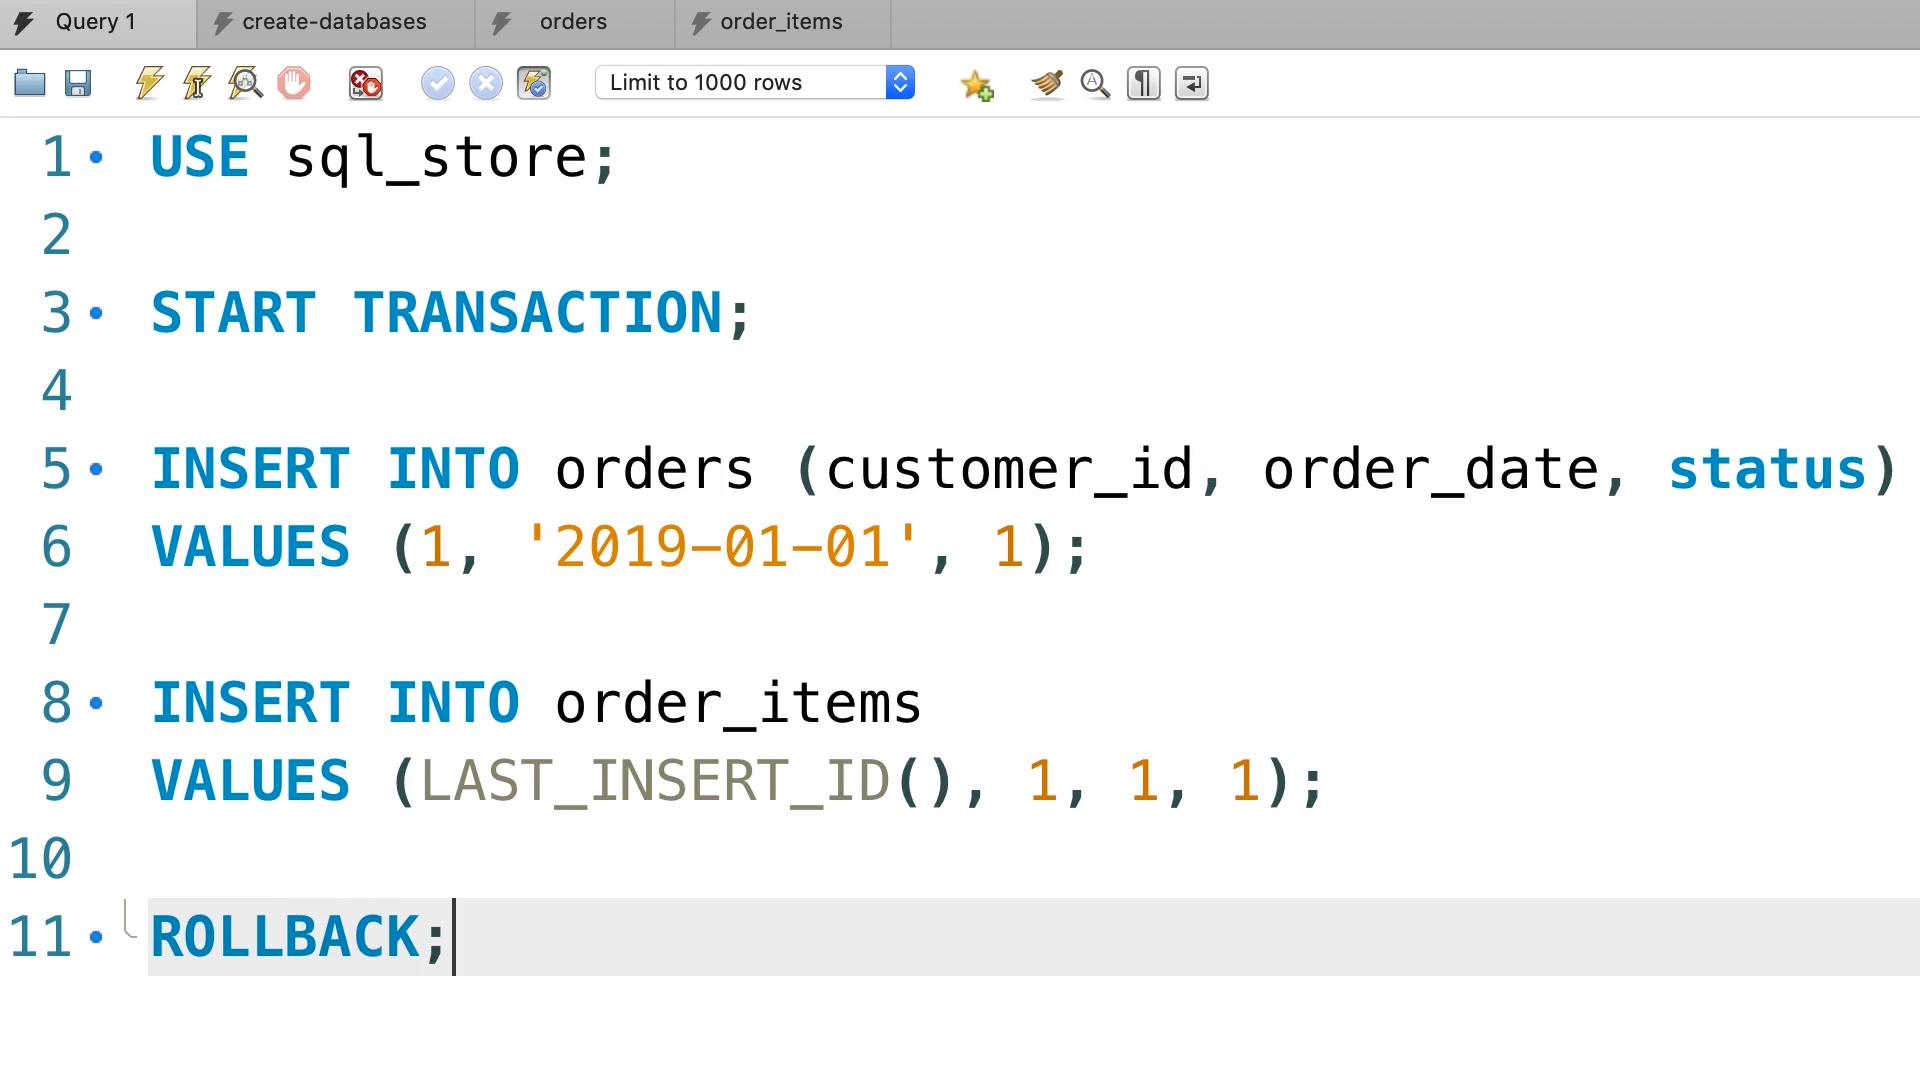 Query 1
create-databases
orders
order_items
Limit to 1000 rows
1 USE sql_store;
2
3 START TRANSACTION;
4
5 INSERT INTO orders (customer_id, order_date, status)
6 VALUES (1, '2019-01-01', 1);
7
8 INSERT INTO order_items
9 VALUES (LAST_INSERT_ID(), 1, 1, 1);
10
11 ROLLBACK;